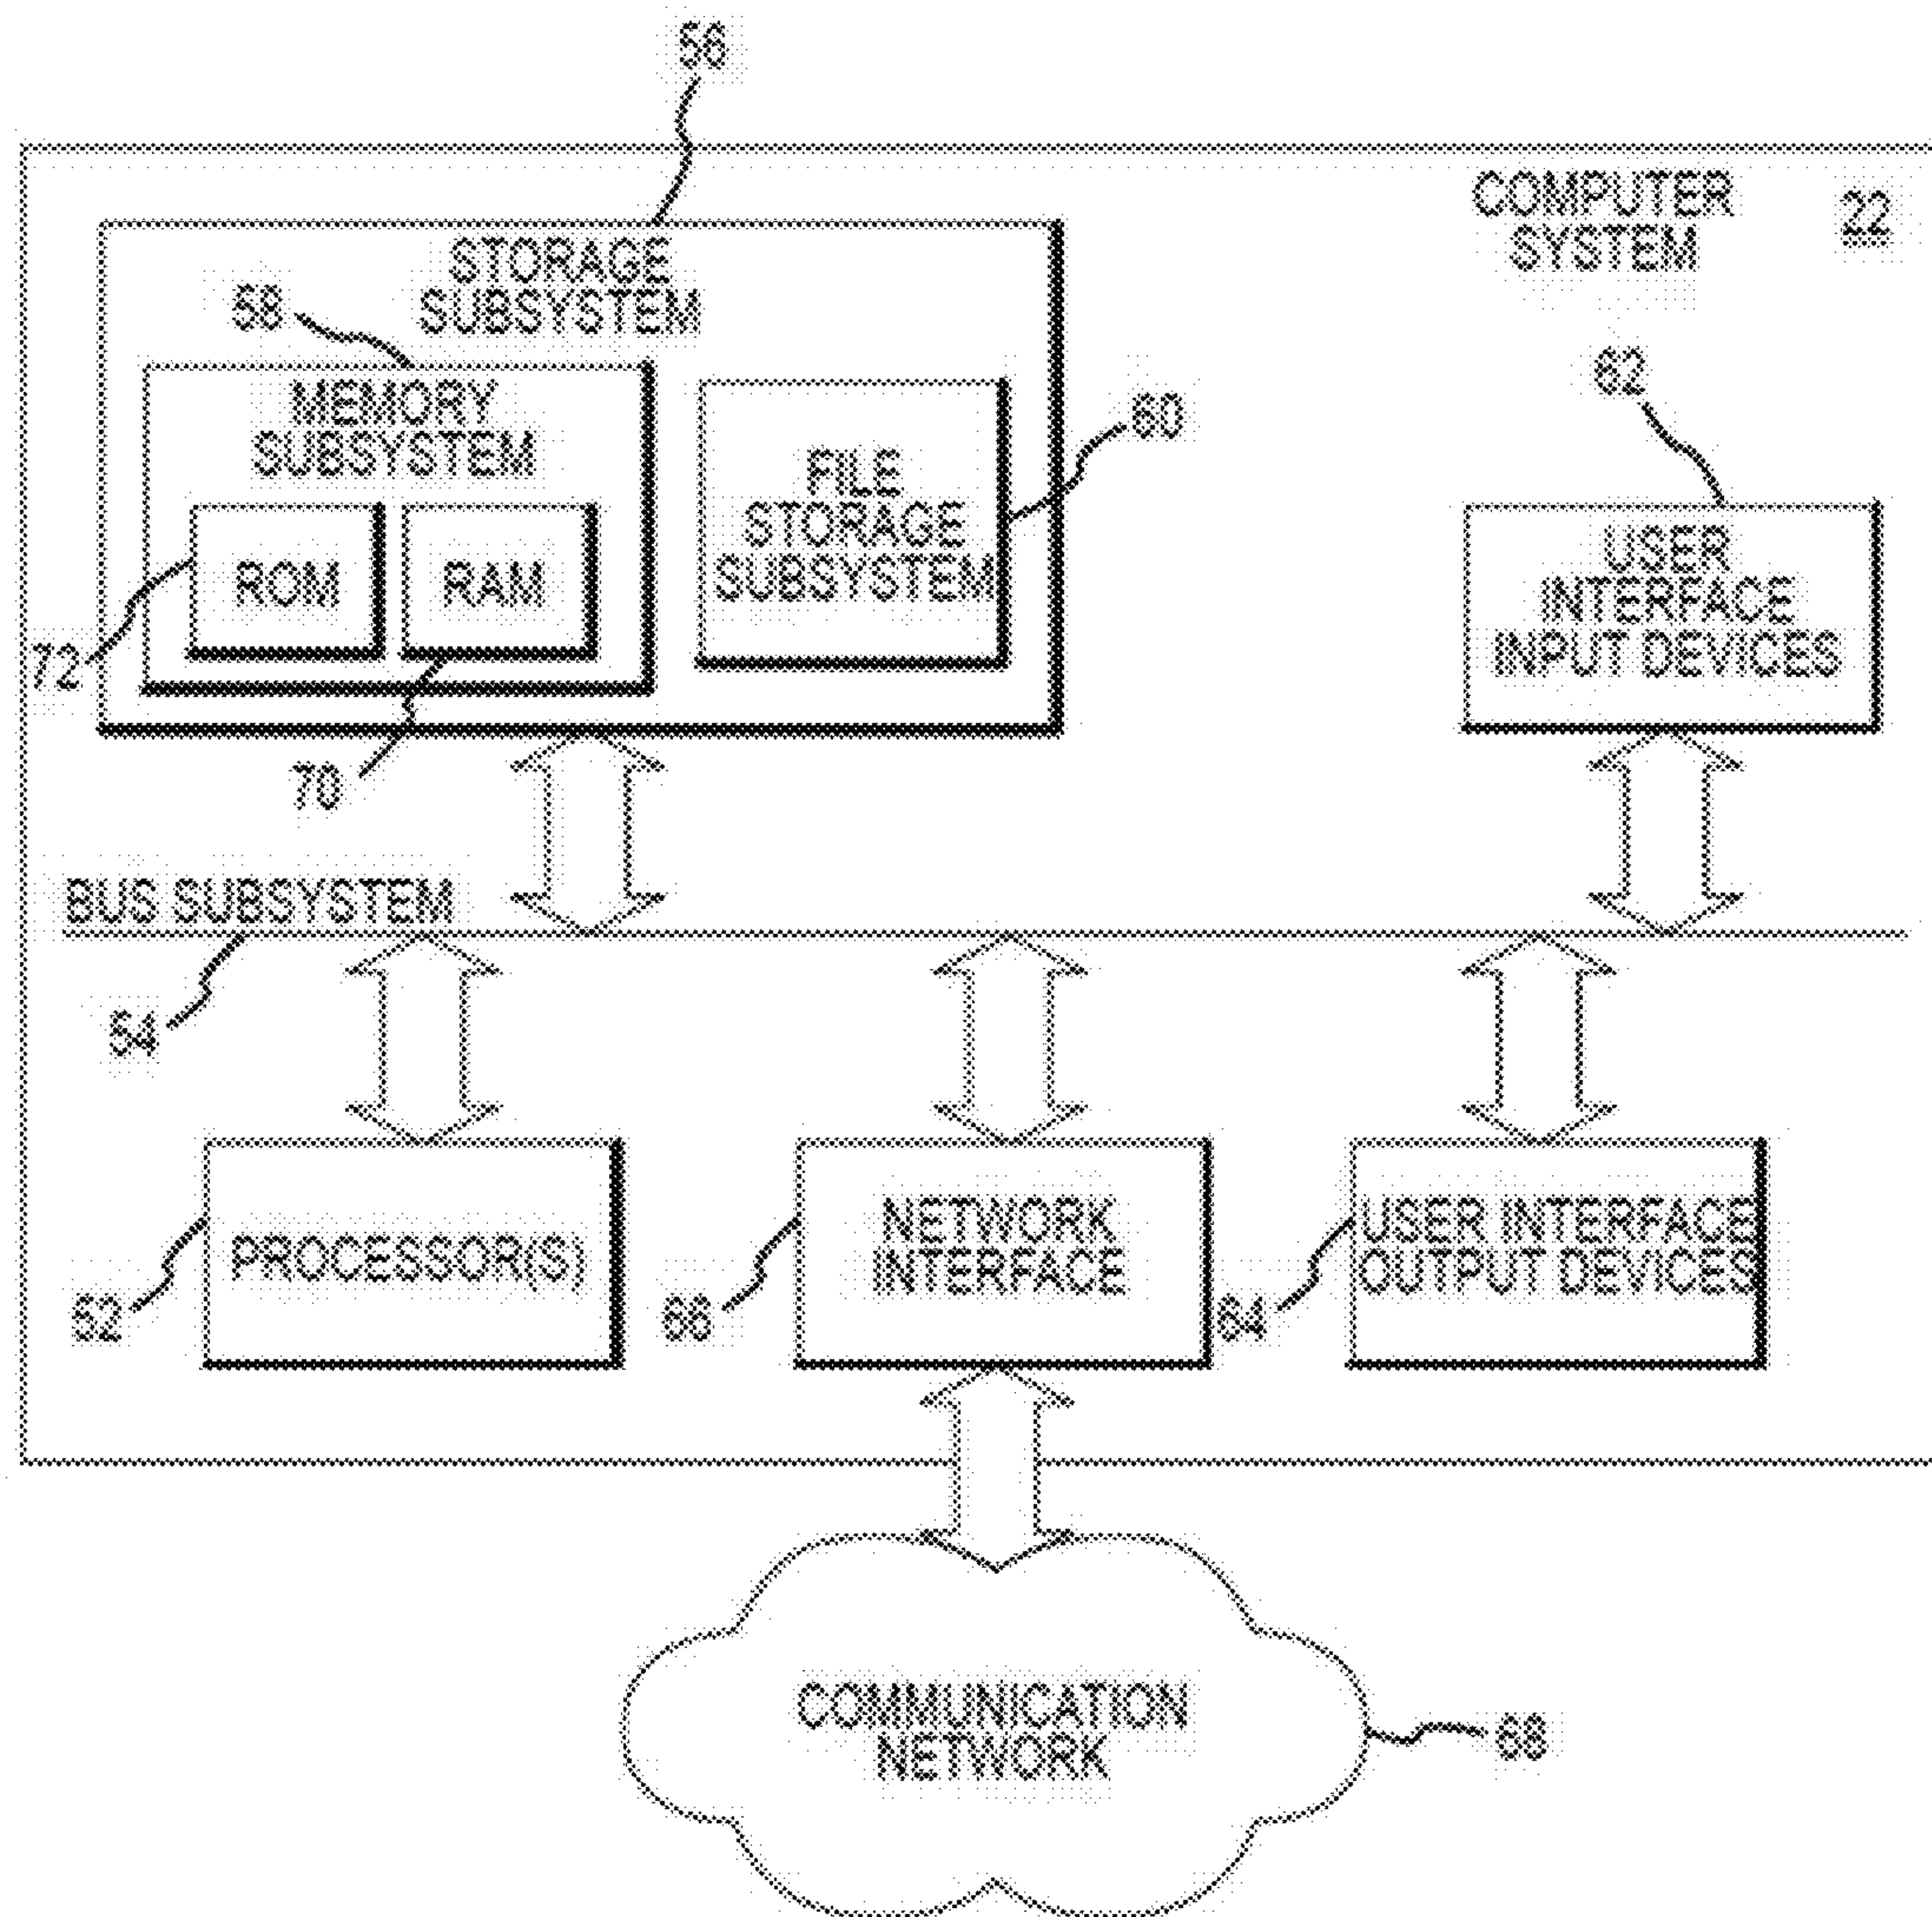 56
COMPUTER
SYSTEM
22
STORAGE
SUBSYSTEM
58
MEMORY
SUBSYSTEM
62
60
FILE
STORAGE
SUBSYSTEM
ROM
RAM
USER
INTERFACE
INPUT DEVICES
72
70
BUS SUBSYSTEM
54
NETWORK
INTERFACE
USER INTERFACE
OUTPUT DEVICES
PROCESSOR(S)
52
66
64
COMMUNICATION
NETWORK
68